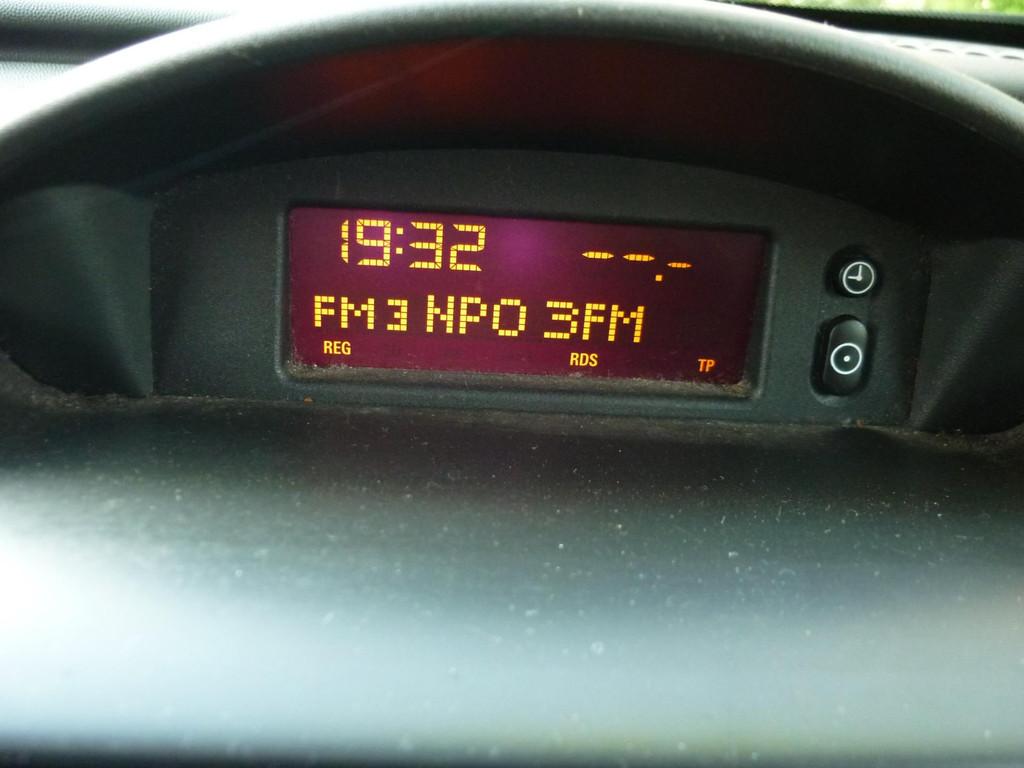 19:32 --.-
FM3 NPO 3FM
REG RDS TP